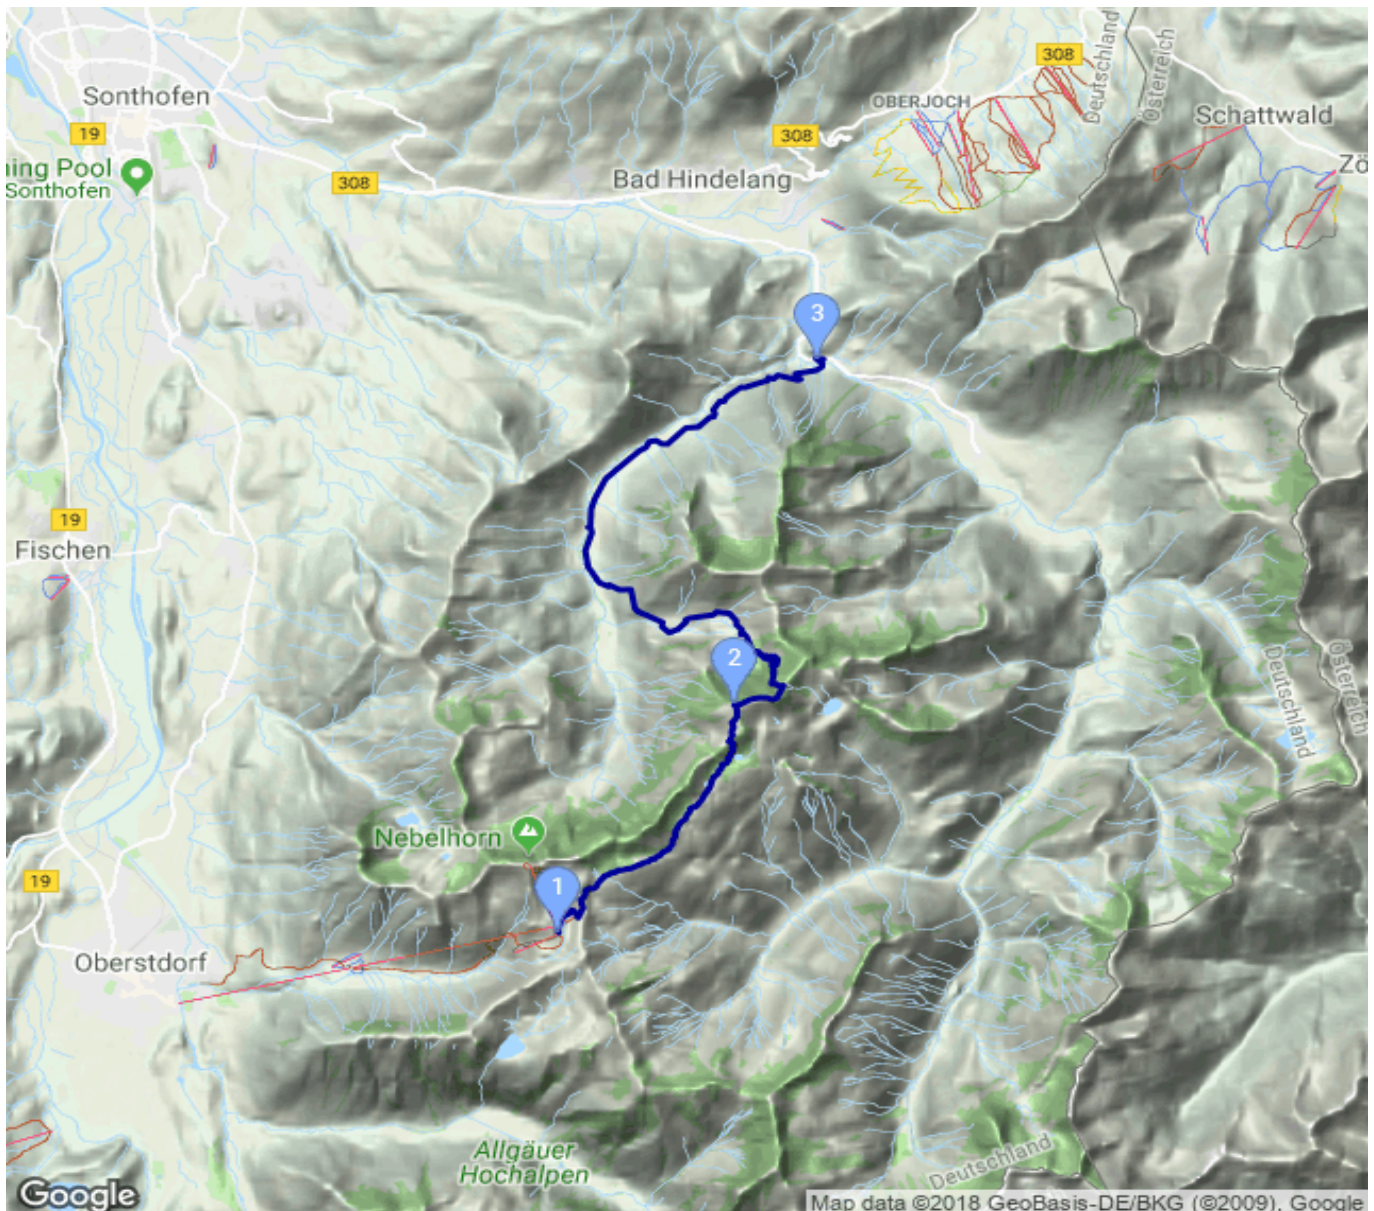 Sonthofen
19
ning Pool
Sonthofen
308
Bad Hindelang
308
OBERJOCH
308
Deutschland
Österreich
Schattwald
Zö
3
19
Fischen
2
Deutschland
Österreich
Nebelhorn
1
19
Oberstdorf
Allgäuer
Hochalpen
Deutschland
Google
Map data ©2018 GeoBasis-DE/BKG (©2009), Google